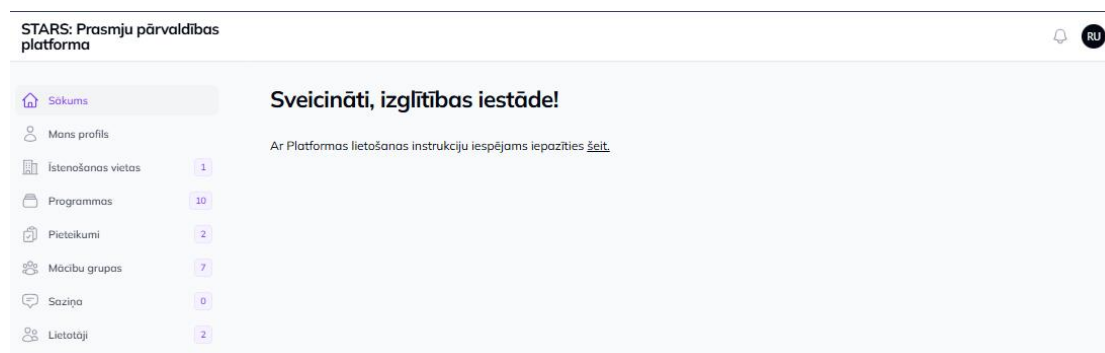 STARS: Prasmju pārvaldības
platforma
RU
Sākums
Mans profils
Īstenošanas vietas 1
Programmas 10
Pieteikumi 2
Mācību grupas 7
Saziņa 0
Lietotāji 2
Sveicināti, izglītības iestāde!
Ar Platformas lietošanas instrukciju iespējams iepazīties šeit.